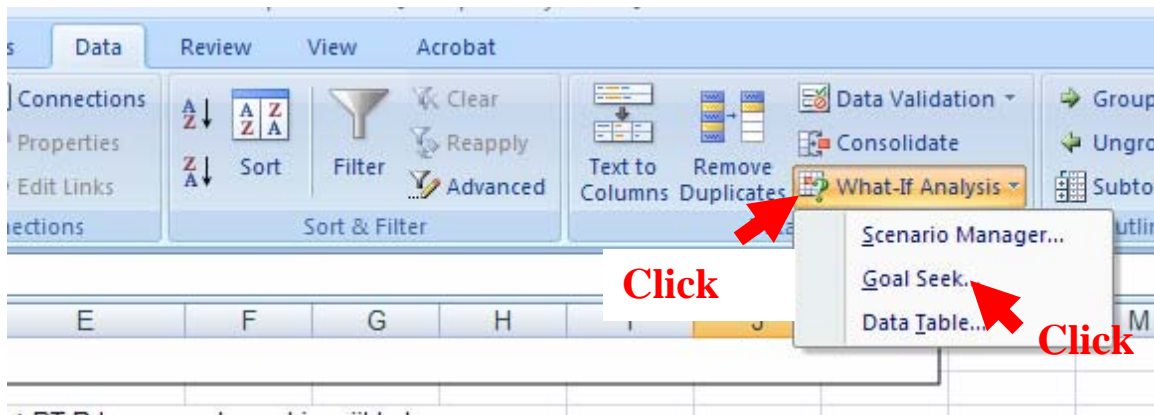 Data Review View Acrobat
Connections Clear Data Validation Group
Properties Reapply Consolidate
Edit Links Sort Filter Advanced Text to Columns Remove Duplicates What-If Analysis
Sort & Filter
Scenario Manager...
Click Goal Seek...
Data Table...
Click
E F G H I J M